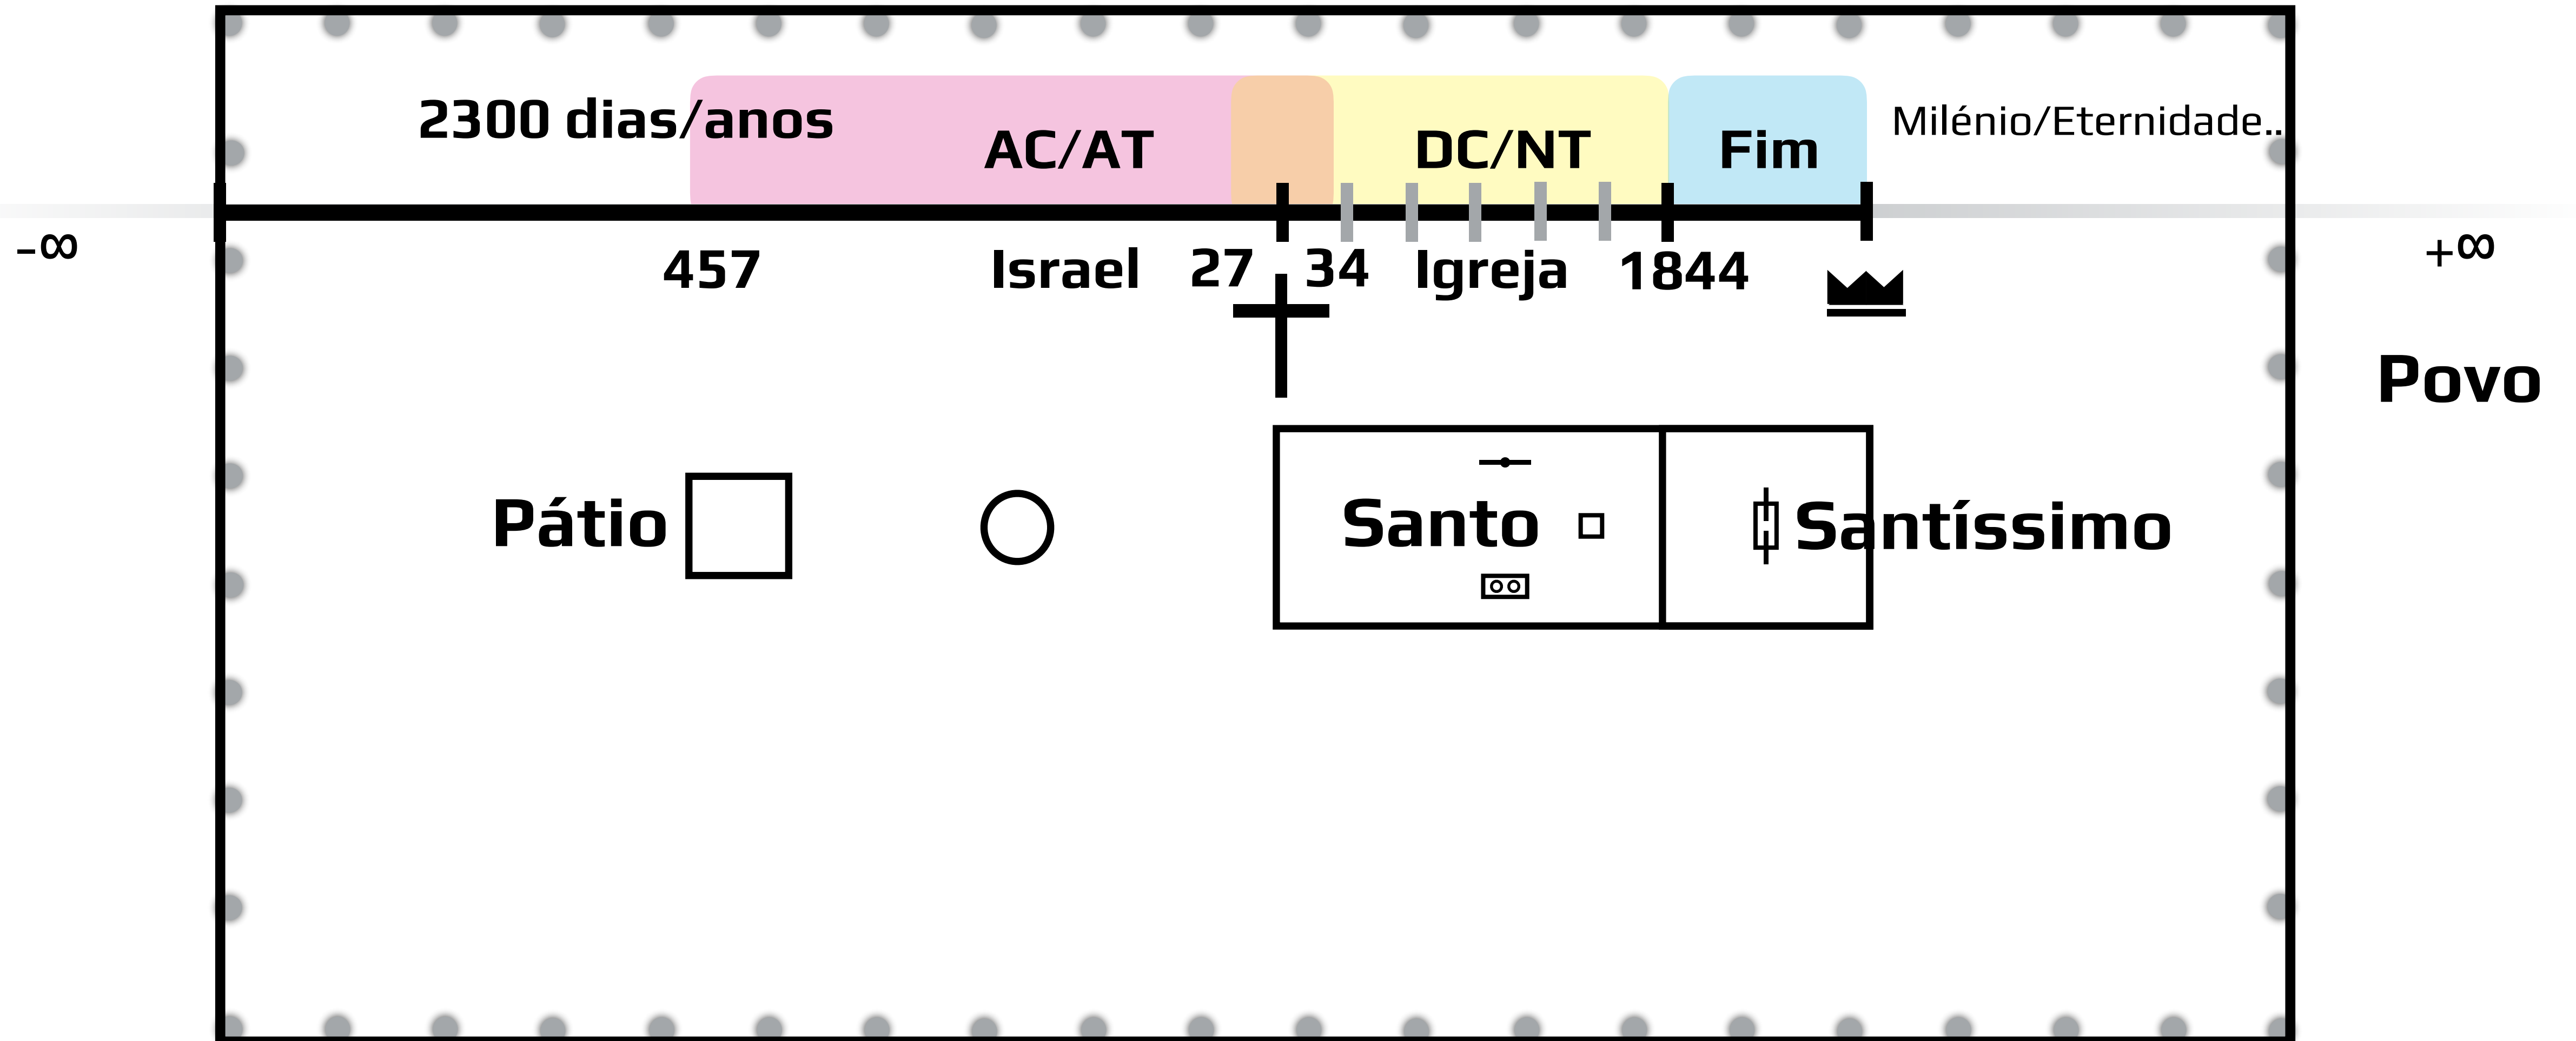 2300 dias/anos
AC/AT
DC/NT
Fim
Milénio/Eternidade..
-∞
457
Israel
27
34
Igreja
1844
+∞
Povo
Pátio
Santo
Santíssimo